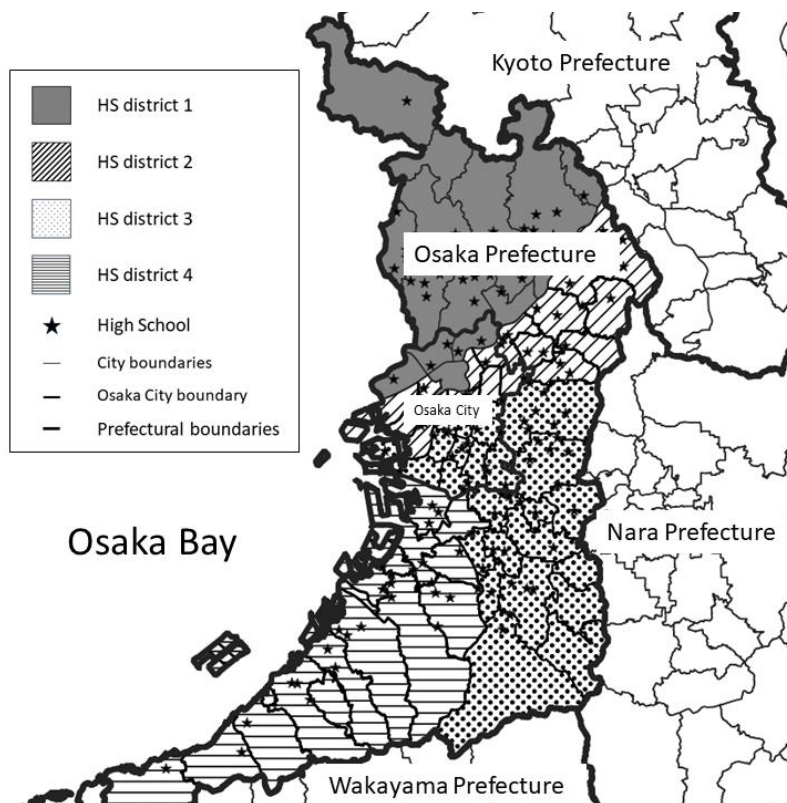 Kyoto Prefecture
HS district 1
HS district 2
HS district 3
HS district 4
High School
City boundaries
Osaka City boundary
Prefectural boundaries
Osaka Prefecture
Osaka City
Osaka Bay
Nara Prefecture
Wakayama Prefecture